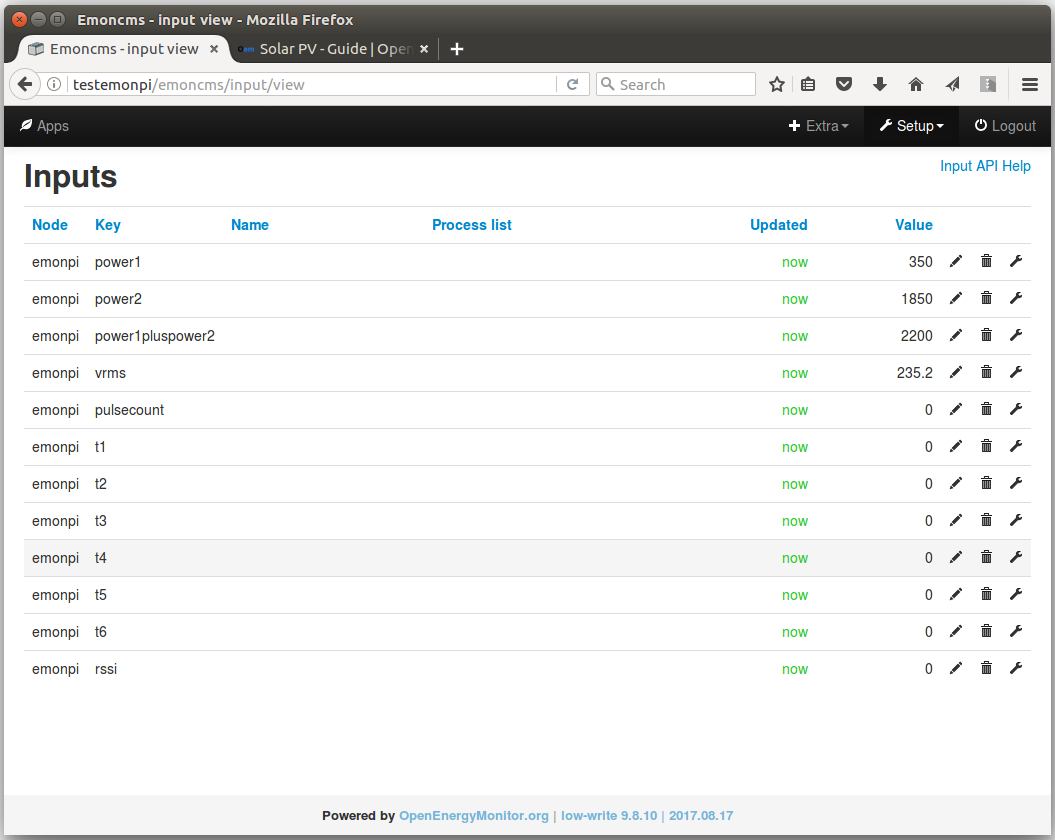 Emoncms - input view - Mozilla Firefox
Emoncms - input view × Solar PV - Guide | Open × +
testemonpi/emoncms/input/view Search
Apps Extra Setup Logout
Inputs Input API Help
Node Key Name Process list Updated Value
emonpi power1 now 350
emonpi power2 now 1850
emonpi power1pluspower2 now 2200
emonpi vrms now 235.2
emonpi pulsecount now 0
emonpi t1 now 0
emonpi t2 now 0
emonpi t3 now 0
emonpi t4 now 0
emonpi t5 now 0
emonpi t6 now 0
emonpi rssi now 0
Powered by OpenEnergyMonitor.org | low-write 9.8.10 | 2017.08.17